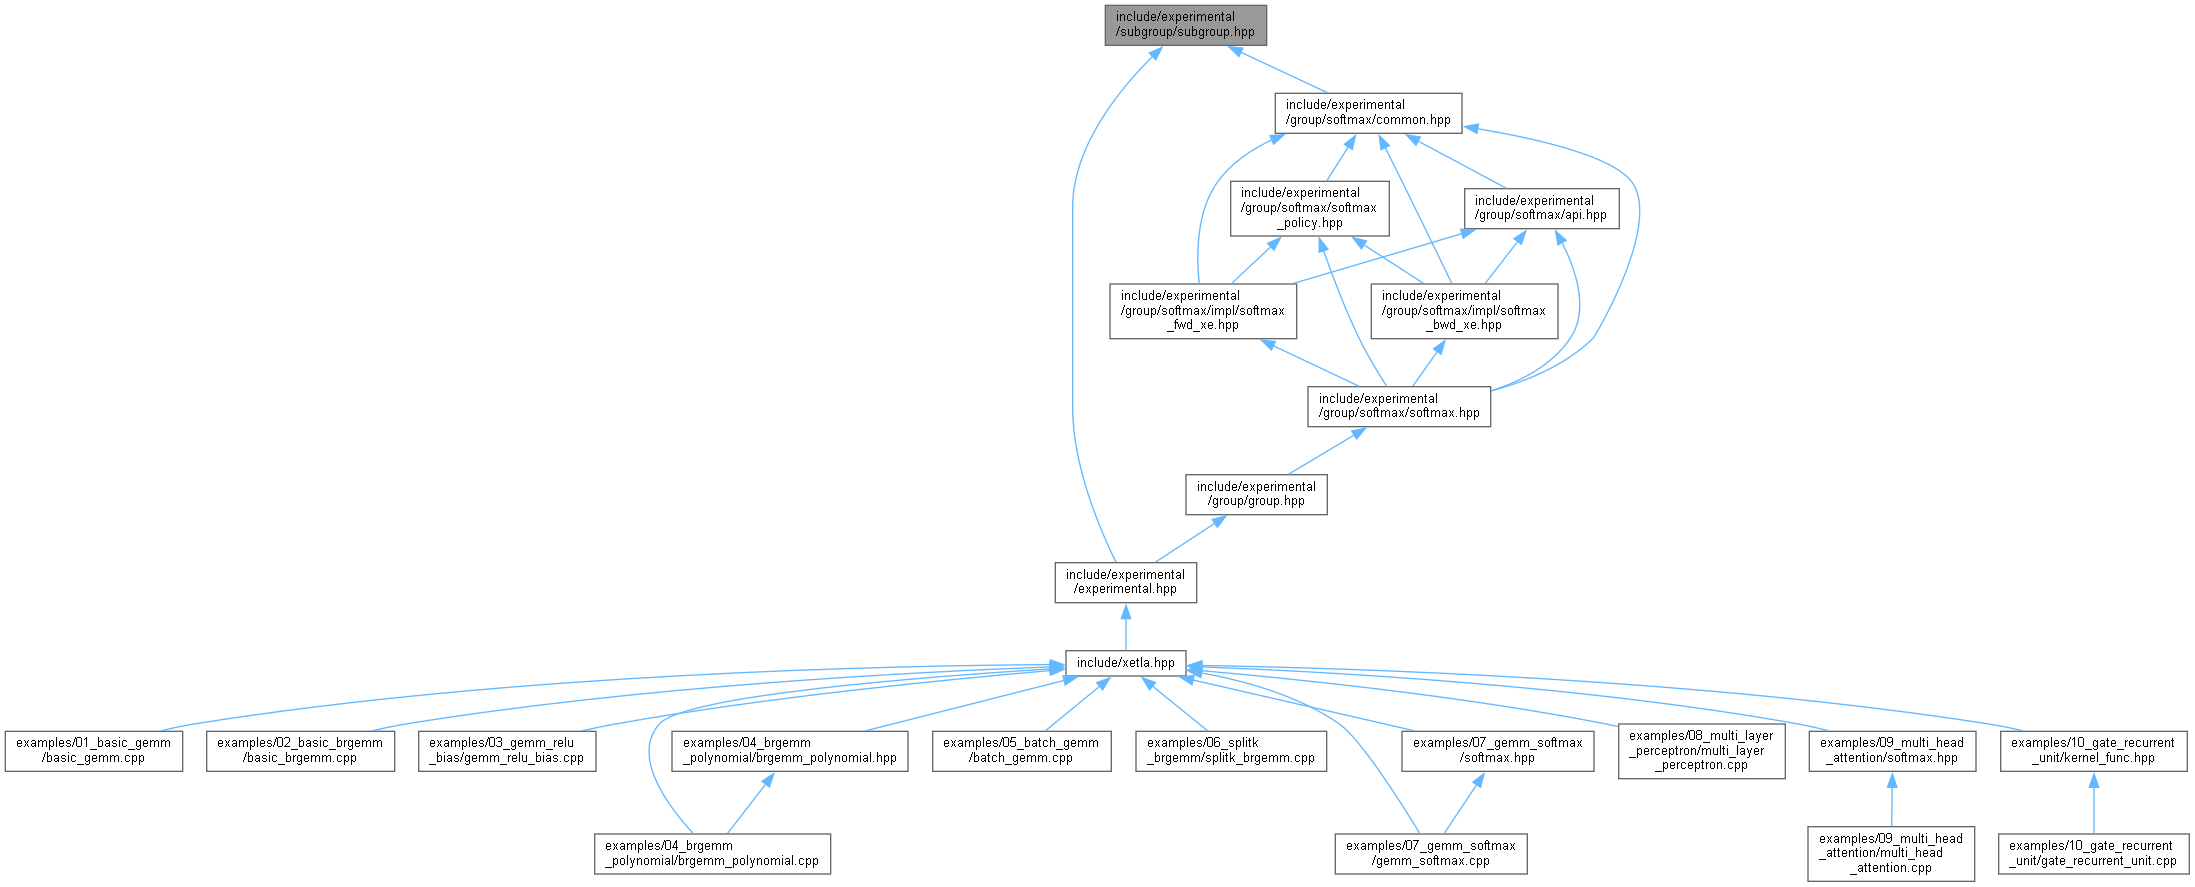 include/experimental
/subgroup/subgroup.hpp
include/experimental
/group/softmax/common.hpp
include/experimental
/group/softmax/softmax
_policy.hpp
include/experimental
/group/softmax/api.hpp
include/experimental
/group/softmax/impl/softmax
_fwd_xe.hpp
include/experimental
/group/softmax/impl/softmax
_bwd_xe.hpp
include/experimental
/group/softmax/softmax.hpp
include/experimental
/group/group.hpp
include/experimental
/experimental.hpp
include/xetla.hpp
examples/01_basic_gemm
/basic_gemm.cpp
examples/02_basic_brgemm
/basic_brgemm.cpp
examples/03_gemm_relu
_bias/gemm_relu_bias.cpp
examples/04_brgemm
_polynomial/brgemm_polynomial.hpp
examples/05_batch_gemm
/batch_gemm.cpp
examples/06_splitk
_brgemm/splitk_brgemm.cpp
examples/07_gemm_softmax
/softmax.hpp
examples/08_multi_layer
_perceptron/multi_layer
_perceptron.cpp
examples/09_multi_head
_attention/softmax.hpp
examples/10_gate_recurrent
_unit/kernel_func.hpp
examples/04_brgemm
_polynomial/brgemm_polynomial.cpp
examples/07_gemm_softmax
/gemm_softmax.cpp
examples/09_multi_head
_attention/multi_head
_attention.cpp
examples/10_gate_recurrent
_unit/gate_recurrent_unit.cpp